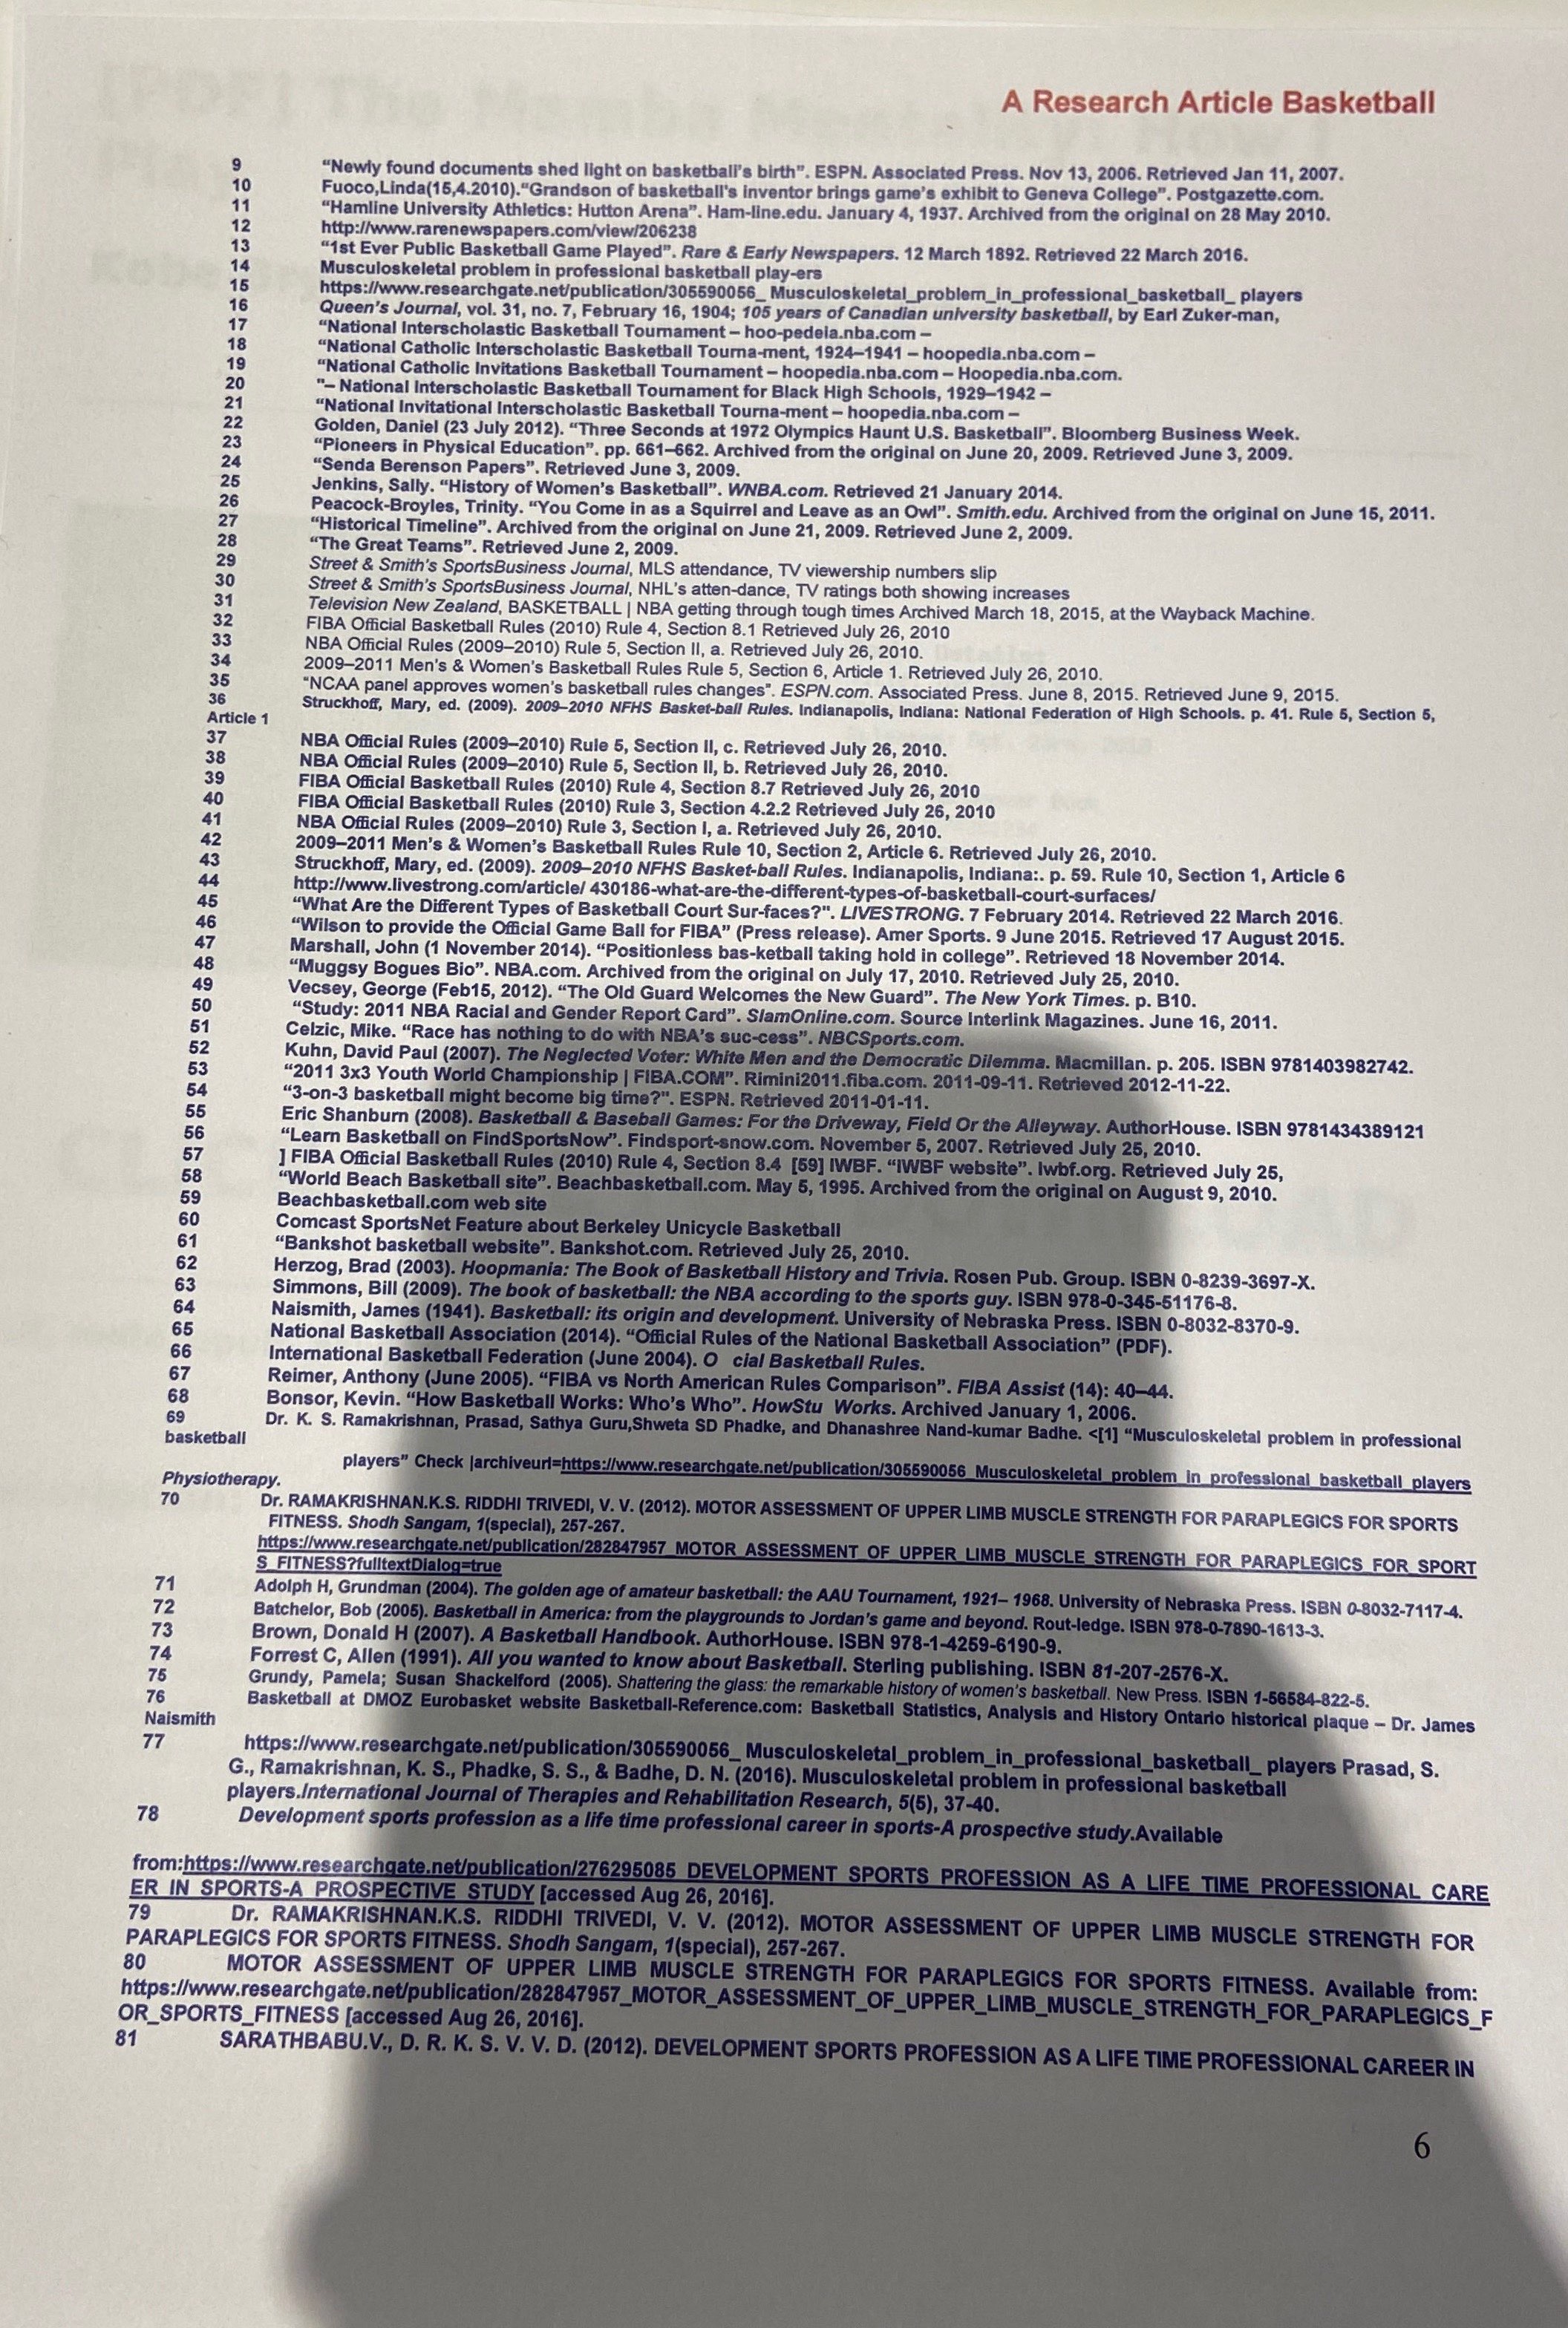 A Research Article Basketball
9 “Newly found documents shed light on basketball's birth”. ESPN. Associated Press. Nov 13, 2006. Retrieved Jan 11, 2007.
10 Fuoco,Linda(15,4.2010).“Grandson of basketball's inventor brings game's exhibit to Geneva College”. Postgazette.com.
11 “Hamline University Athletics: Hutton Arena”. Ham-line.edu. January 4, 1937. Archived from the original on 28 May 2010.
12 http://www.rarenewspapers.com/view/206238
13 “1st Ever Public Basketball Game Played”. Rare & Early Newspapers. 12 March 1892. Retrieved 22 March 2016.
14 Musculoskeletal problem in professional basketball play-ers
15 https://www.researchgate.net/publication/305590056_ Musculoskeletal_problem_in_professional_basketball_ players
16 Queen's Journal, vol. 31, no. 7, February 16, 1904; 105 years of Canadian university basketball, by Earl Zuker-man,
17 “National Interscholastic Basketball Tournament – hoo-pedela.nba.com –
18 “National Catholic Interscholastic Basketball Tourna-ment, 1924–1941 – hoopedia.nba.com –
19 “National Catholic Invitations Basketball Tournament – hoopedia.nba.com – Hoopedia.nba.com.
20 "– National Interscholastic Basketball Tournament for Black High Schools, 1929–1942 –
21 “National Invitational Interscholastic Basketball Tourna-ment – hoopedia.nba.com –
22 Golden, Daniel (23 July 2012). “Three Seconds at 1972 Olympics Haunt U.S. Basketball”. Bloomberg Business Week.
23 “Pioneers in Physical Education”. pp. 661–662. Archived from the original on June 20, 2009. Retrieved June 3, 2009.
24 “Senda Berenson Papers”. Retrieved June 3, 2009.
25 Jenkins, Sally. “History of Women's Basketball”. WNBA.com. Retrieved 21 January 2014.
26 Peacock-Broyles, Trinity. “You Come in as a Squirrel and Leave as an Owl”. Smith.edu. Archived from the original on June 15, 2011.
27 “Historical Timeline”. Archived from the original on June 21, 2009. Retrieved June 2, 2009.
28 “The Great Teams”. Retrieved June 2, 2009.
29 Street & Smith's SportsBusiness Journal, MLS attendance, TV viewership numbers slip
30 Street & Smith's SportsBusiness Journal, NHL's atten-dance, TV ratings both showing increases
31 Television New Zealand, BASKETBALL | NBA getting through tough times Archived March 18, 2015, at the Wayback Machine.
32 FIBA Official Basketball Rules (2010) Rule 4, Section 8.1 Retrieved July 26, 2010
33 NBA Official Rules (2009–2010) Rule 5, Section II, a. Retrieved July 26, 2010.
34 2009–2011 Men's & Women's Basketball Rules Rule 5, Section 6, Article 1. Retrieved July 26, 2010.
35 "NCAA panel approves women's basketball rules changes". ESPN.com. Associated Press. June 8, 2015. Retrieved June 9, 2015.
36 Struckhoff, Mary, ed. (2009). 2009–2010 NFHS Basket-ball Rules. Indianapolis, Indiana: National Federation of High Schools. p. 41. Rule 5, Section 5,
Article 1
37 NBA Official Rules (2009–2010) Rule 5, Section II, c. Retrieved July 26, 2010.
38 NBA Official Rules (2009–2010) Rule 5, Section II, b. Retrieved July 26, 2010.
39 FIBA Official Basketball Rules (2010) Rule 4, Section 8.7 Retrieved July 26, 2010
40 FIBA Official Basketball Rules (2010) Rule 3, Section 4.2.2 Retrieved July 26, 2010
41 NBA Official Rules (2009–2010) Rule 3, Section I, a. Retrieved July 26, 2010.
42 2009–2011 Men's & Women's Basketball Rules Rule 10, Section 2, Article 6. Retrieved July 26, 2010.
43 Struckhoff, Mary, ed. (2009). 2009–2010 NFHS Basket-ball Rules. Indianapolis, Indiana:. p. 59. Rule 10, Section 1, Article 6
44 http://www.livestrong.com/article/ 430186-what-are-the-different-types-of-basketball-court-surfaces/
45 “What Are the Different Types of Basketball Court Sur-faces?". LIVESTRONG. 7 February 2014. Retrieved 22 March 2016.
46 “Wilson to provide the Official Game Ball for FIBA” (Press release). Amer Sports. 9 June 2015. Retrieved 17 August 2015.
47 Marshall, John (1 November 2014). “Positionless bas-ketball taking hold in college”. Retrieved 18 November 2014.
48 “Muggsy Bogues Bio”. NBA.com. Archived from the original on July 17, 2010. Retrieved July 25, 2010.
49 Vecsey, George (Feb15, 2012). “The Old Guard Welcomes the New Guard”. The New York Times. p. B10.
50 “Study: 2011 NBA Racial and Gender Report Card”. SlamOnline.com. Source Interlink Magazines. June 16, 2011.
51 Celzic, Mike. “Race has nothing to do with NBA's suc-cess”. NBCSports.com.
52 Kuhn, David Paul (2007). The Neglected Voter: White Men and the Democratic Dilemma. Macmillan. p. 205. ISBN 9781403982742.
53 “2011 3x3 Youth World Championship | FIBA.COM”. Rimini2011.fiba.com. 2011-09-11. Retrieved 2012-11-22.
54 “3-on-3 basketball might become big time?". ESPN. Retrieved 2011-01-11.
55 Eric Shanburn (2008). Basketball & Baseball Games: For the Driveway, Field Or the Alleyway. AuthorHouse. ISBN 9781434389121
56 “Learn Basketball on FindSportsNow”. Findsport-snow.com. November 5, 2007. Retrieved July 25, 2010.
57 ] FIBA Official Basketball Rules (2010) Rule 4, Section 8.4 [59] IWBF. “IWBF website”. Iwbf.org. Retrieved July 25,
58 “World Beach Basketball site”. Beachbasketball.com. May 5, 1995. Archived from the original on August 9, 2010.
59 Beachbasketball.com web site
60 Comcast SportsNet Feature about Berkeley Unicycle Basketball
61 “Bankshot basketball website”. Bankshot.com. Retrieved July 25, 2010.
62 Herzog, Brad (2003). Hoopmania: The Book of Basketball History and Trivia. Rosen Pub. Group. ISBN 0-8239-3697-X.
63 Simmons, Bill (2009). The book of basketball: the NBA according to the sports guy. ISBN 978-0-345-51176-8.
64 Naismith, James (1941). Basketball: its origin and development. University of Nebraska Press. ISBN 0-8032-8370-9.
65 National Basketball Association (2014). “Official Rules of the National Basketball Association” (PDF).
66 International Basketball Federation (June 2004). O cial Basketball Rules.
67 Reimer, Anthony (June 2005). “FIBA vs North American Rules Comparison”. FIBA Assist (14): 40–44.
68 Bonsor, Kevin. “How Basketball Works: Who's Who”. HowStu Works. Archived January 1, 2006.
69 Dr. K. S. Ramakrishnan, Prasad, Sathya Guru,Shweta SD Phadke, and Dhanashree Nand-kumar Badhe. <[1] “Musculoskeletal problem in professional
basketball
players” Check |archiveurl=https://www.researchgate.net/publication/305590056_Musculoskeletal_problem_in_professional_basketball_players
Physiotherapy.
70 Dr. RAMAKRISHNAN.K.S. RIDDHI TRIVEDI, V. V. (2012). MOTOR ASSESSMENT OF UPPER LIMB MUSCLE STRENGTH FOR PARAPLEGICS FOR SPORTS
FITNESS. Shodh Sangam, 1(special), 257-267.
https://www.researchgate.net/publication/282847957_MOTOR_ASSESSMENT_OF_UPPER_LIMB_MUSCLE_STRENGTH_FOR_PARAPLEGICS_FOR_SPORT
S_FITNESS?fulltextDialog=true
71 Adolph H, Grundman (2004). The golden age of amateur basketball: the AAU Tournament, 1921– 1968. University of Nebraska Press. ISBN 0-8032-7117-4.
72 Batchelor, Bob (2005). Basketball in America: from the playgrounds to Jordan's game and beyond. Rout-ledge. ISBN 978-0-7890-1613-3.
73 Brown, Donald H (2007). A Basketball Handbook. AuthorHouse. ISBN 978-1-4259-6190-9.
74 Forrest C, Allen (1991). All you wanted to know about Basketball. Sterling publishing. ISBN 81-207-2576-X.
75 Grundy, Pamela; Susan Shackelford (2005). Shattering the glass: the remarkable history of women's basketball. New Press. ISBN 1-56584-822-5.
76 Basketball at DMOZ Eurobasket website Basketball-Reference.com: Basketball Statistics, Analysis and History Ontario historical plaque – Dr. James
Naismith
77 https://www.researchgate.net/publication/305590056_ Musculoskeletal_problem_in_professional_basketball_ players Prasad, S.
G., Ramakrishnan, K. S., Phadke, S. S., & Badhe, D. N. (2016). Musculoskeletal problem in professional basketball
players.International Journal of Therapies and Rehabilitation Research, 5(5), 37-40.
78 Development sports profession as a life time professional career in sports-A prospective study.Available
from:https://www.researchgate.net/publication/276295085_DEVELOPMENT_SPORTS_PROFESSION_AS_A_LIFE_TIME_PROFESSIONAL_CARE
ER_IN_SPORTS-A_PROSPECTIVE_STUDY [accessed Aug 26, 2016].
79 Dr. RAMAKRISHNAN.K.S. RIDDHI TRIVEDI, V. V. (2012). MOTOR ASSESSMENT OF UPPER LIMB MUSCLE STRENGTH FOR
PARAPLEGICS FOR SPORTS FITNESS. Shodh Sangam, 1(special), 257-267.
80 MOTOR ASSESSMENT OF UPPER LIMB MUSCLE STRENGTH FOR PARAPLEGICS FOR SPORTS FITNESS. Available from:
https://www.researchgate.net/publication/282847957_MOTOR_ASSESSMENT_OF_UPPER_LIMB_MUSCLE_STRENGTH_FOR_PARAPLEGICS_F
OR_SPORTS_FITNESS [accessed Aug 26, 2016].
81 SARATHBABU.V., D. R. K. S. V. V. D. (2012). DEVELOPMENT SPORTS PROFESSION AS A LIFE TIME PROFESSIONAL CAREER IN
6